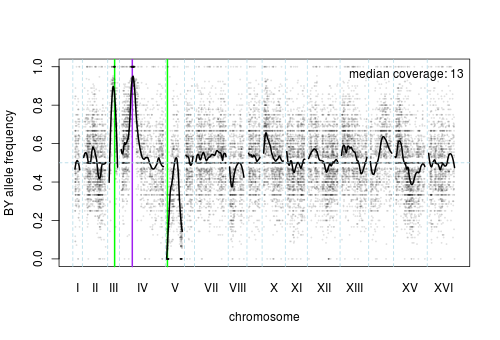 median coverage: 13
BY allele frequency
0.0 0.2 0.4 0.6 0.8 1.0
I II III IV V VII VIII X XI XII XIII XV XVI
chromosome